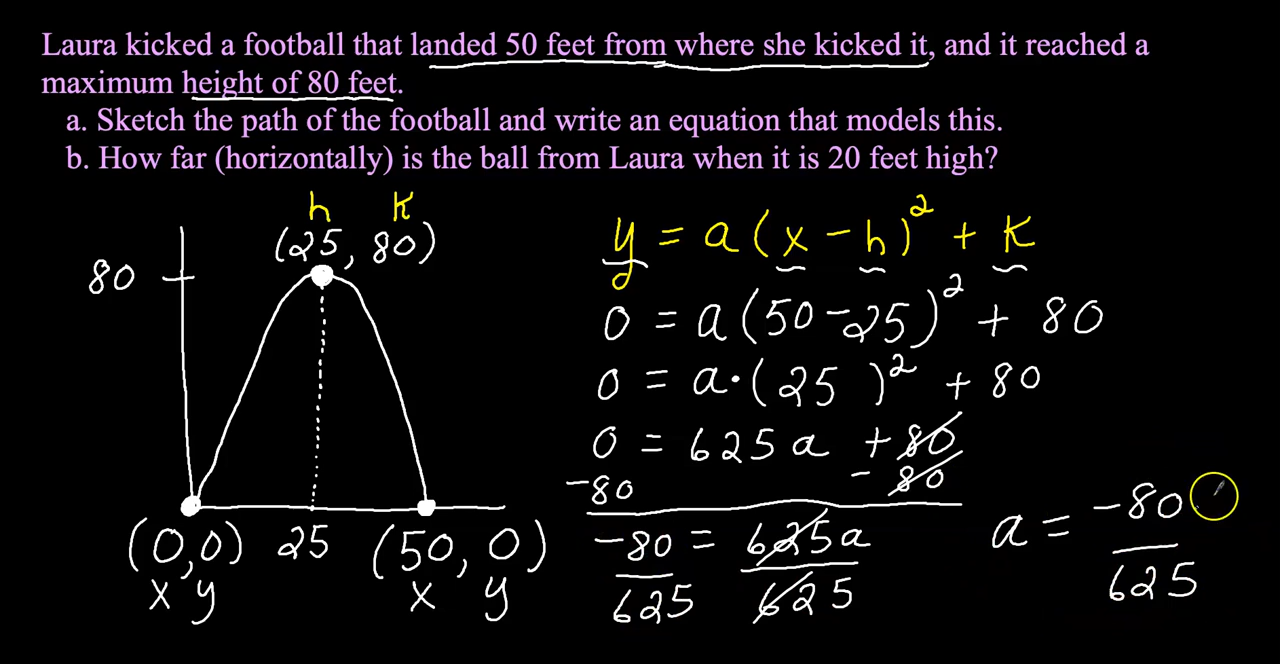 Laura kicked a football that landed 50 feet from where she kicked it, and it reached a
maximum height of 80 feet.
a. Sketch the path of the football and write an equation that models this.
b. How far (horizontally) is the ball from Laura when it is 20 feet high?
h k
(25, 80)
80
(0,0) 25 (50, 0)
x y x y
y = a(x - h)² + k
0 = a(50 - 25)² + 80
0 = a·(25 )² + 80
0 = 625a + 80
-80 - 80
-80 = 625a
625 625
a = -80
625